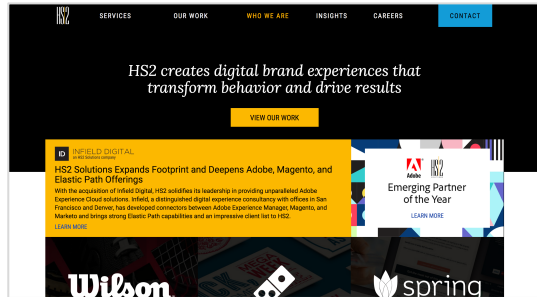 HS2
SERVICES
OUR WORK
WHO WE ARE
INSIGHTS
CAREERS
CONTACT
HS2 creates digital brand experiences that
transform behavior and drive results
VIEW OUR WORK
ID INFIELD DIGITAL
an HS2 Solutions company
HS2 Solutions Expands Footprint and Deepens Adobe, Magento, and
Elastic Path Offerings
With the acquisition of Infield Digital, HS2 solidifies its leadership in providing unparalleled Adobe
Experience Cloud solutions. Infield, a distinguished digital experience consultancy with offices in San
Francisco and Denver, has developed connectors between Adobe Experience Manager, Magento, and
Marketo and brings strong Elastic Path capabilities and an impressive client list to HS2.
LEARN MORE
Adobe HS2
Emerging Partner
of the Year
LEARN MORE
Wilson.
spring